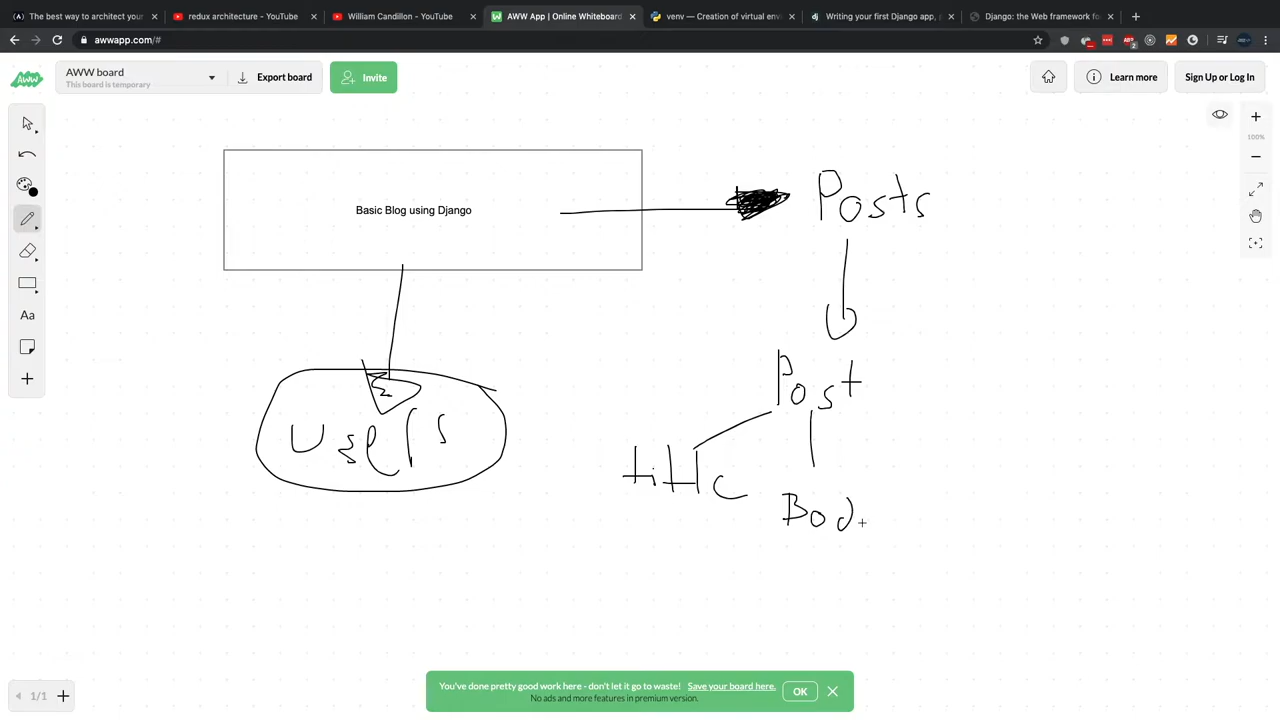 The best way to architect your
redux architecture - YouTube
William Candillon - YouTube
AWW App | Online Whiteboard
venv — Creation of virtual env
Writing your first Django app, a
Django: the Web framework fo
awwapp.com/#
AWW
AWW board
This board is temporary
Export board
Invite
Learn more
Sign Up or Log In
100%
Basic Blog using Django
Posts
Post
Users
title
Bod
Aa
1/1
You've done pretty good work here - don't let it go to waste! Save your board here.
No ads and more features in premium version.
OK